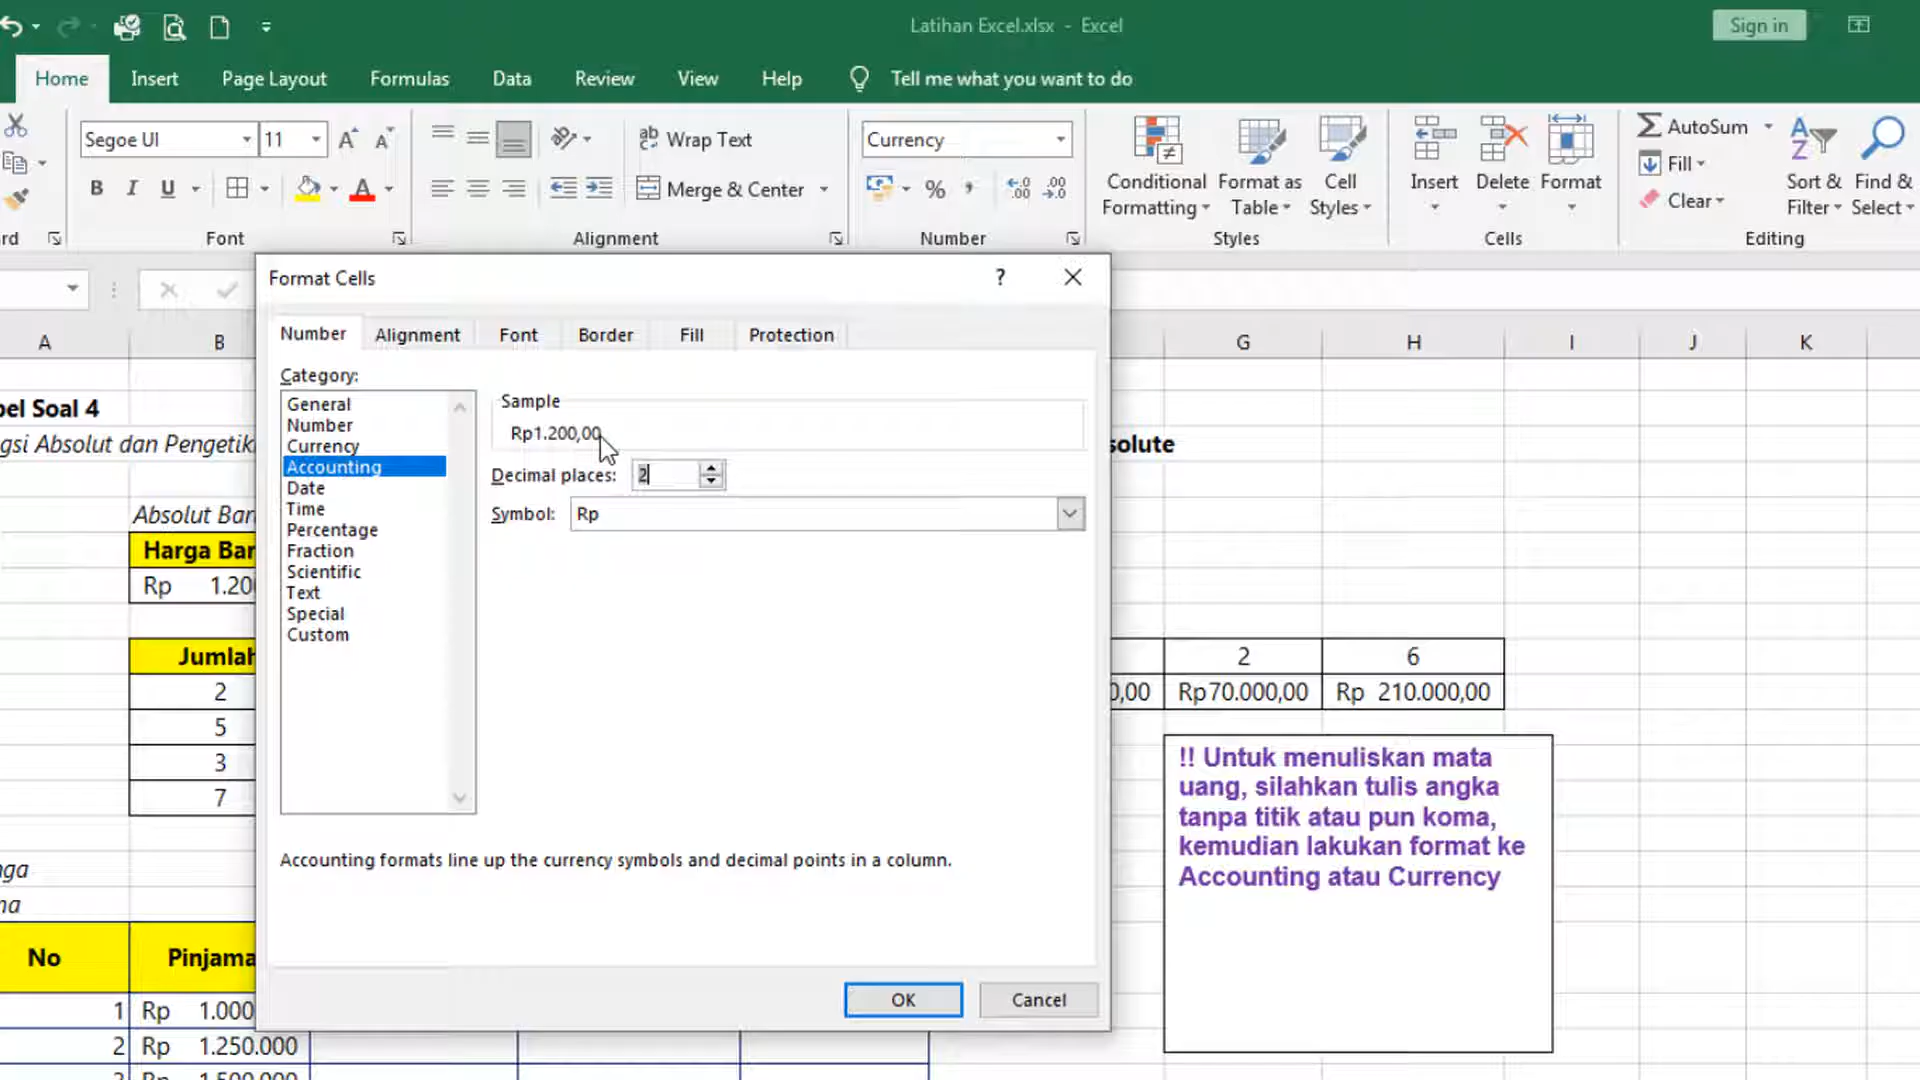 Latihan Excel.xlsx - Excel
Sign in
Home Insert Page Layout Formulas Data Review View Help Tell me what you want to do
Segoe UI 11
Wrap Text
Currency
AutoSum
Fill
Clear
B I U
Merge & Center
%
Conditional Formatting
Format as Table
Cell Styles
Insert Delete Format
Sort & Filter
Find & Select
rd Font Alignment Number Styles Cells Editing
Format Cells
Number Alignment Font Border Fill Protection
Category:
General
Number
Currency
Accounting
Date
Time
Percentage
Fraction
Scientific
Text
Special
Custom
Sample
Rp1.200,00
Decimal places: 2
Symbol: Rp
Accounting formats line up the currency symbols and decimal points in a column.
OK Cancel
A B G H I J K
bel Soal 4
ngsi Absolut dan Pengetik
solute
Absolut Bar
Harga Bar
Rp 1.200
Jumlah
2
5
3
7
2 6
0,00 Rp70.000,00 Rp 210.000,00
!! Untuk menuliskan mata
uang, silahkan tulis angka
tanpa titik atau pun koma,
kemudian lakukan format ke
Accounting atau Currency
nga
ma
No Pinjama
1 Rp 1.000
2 Rp 1.250.000
3 Rp 1.500.000